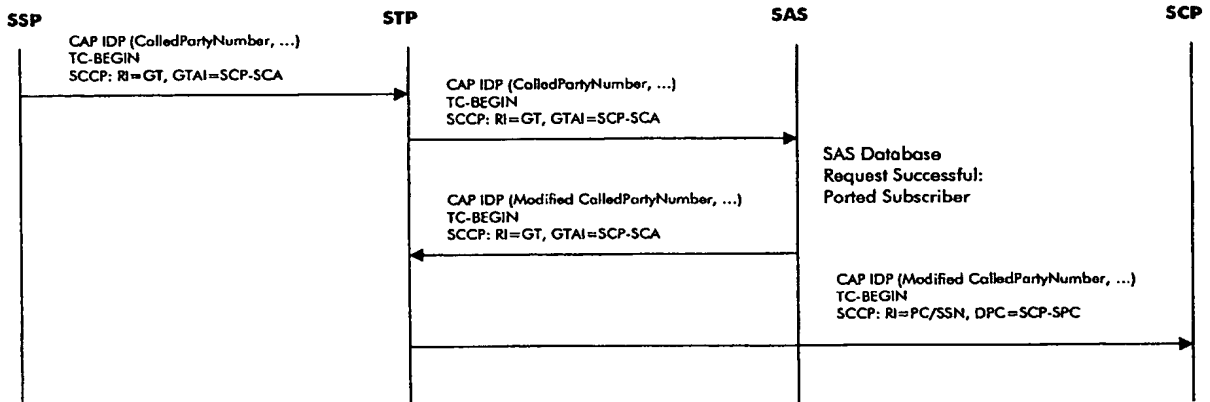 SSP
STP
SAS
SCP
CAP IDP (CalledPartyNumber, ...)
TC-BEGIN
SCCP: RI=GT, GTAI=SCP-SCA
CAP IDP (CalledPartyNumber, ...)
TC-BEGIN
SCCP: RI=GT, GTAI=SCP-SCA
SAS Database
Request Successful:
Ported Subscriber
CAP IDP (Modified CalledPartyNumber, ...)
TC-BEGIN
SCCP: RI=GT, GTAI=SCP-SCA
CAP IDP (Modified CalledPartyNumber, ...)
TC-BEGIN
SCCP: RI=PC/SSN, DPC=SCP-SPC